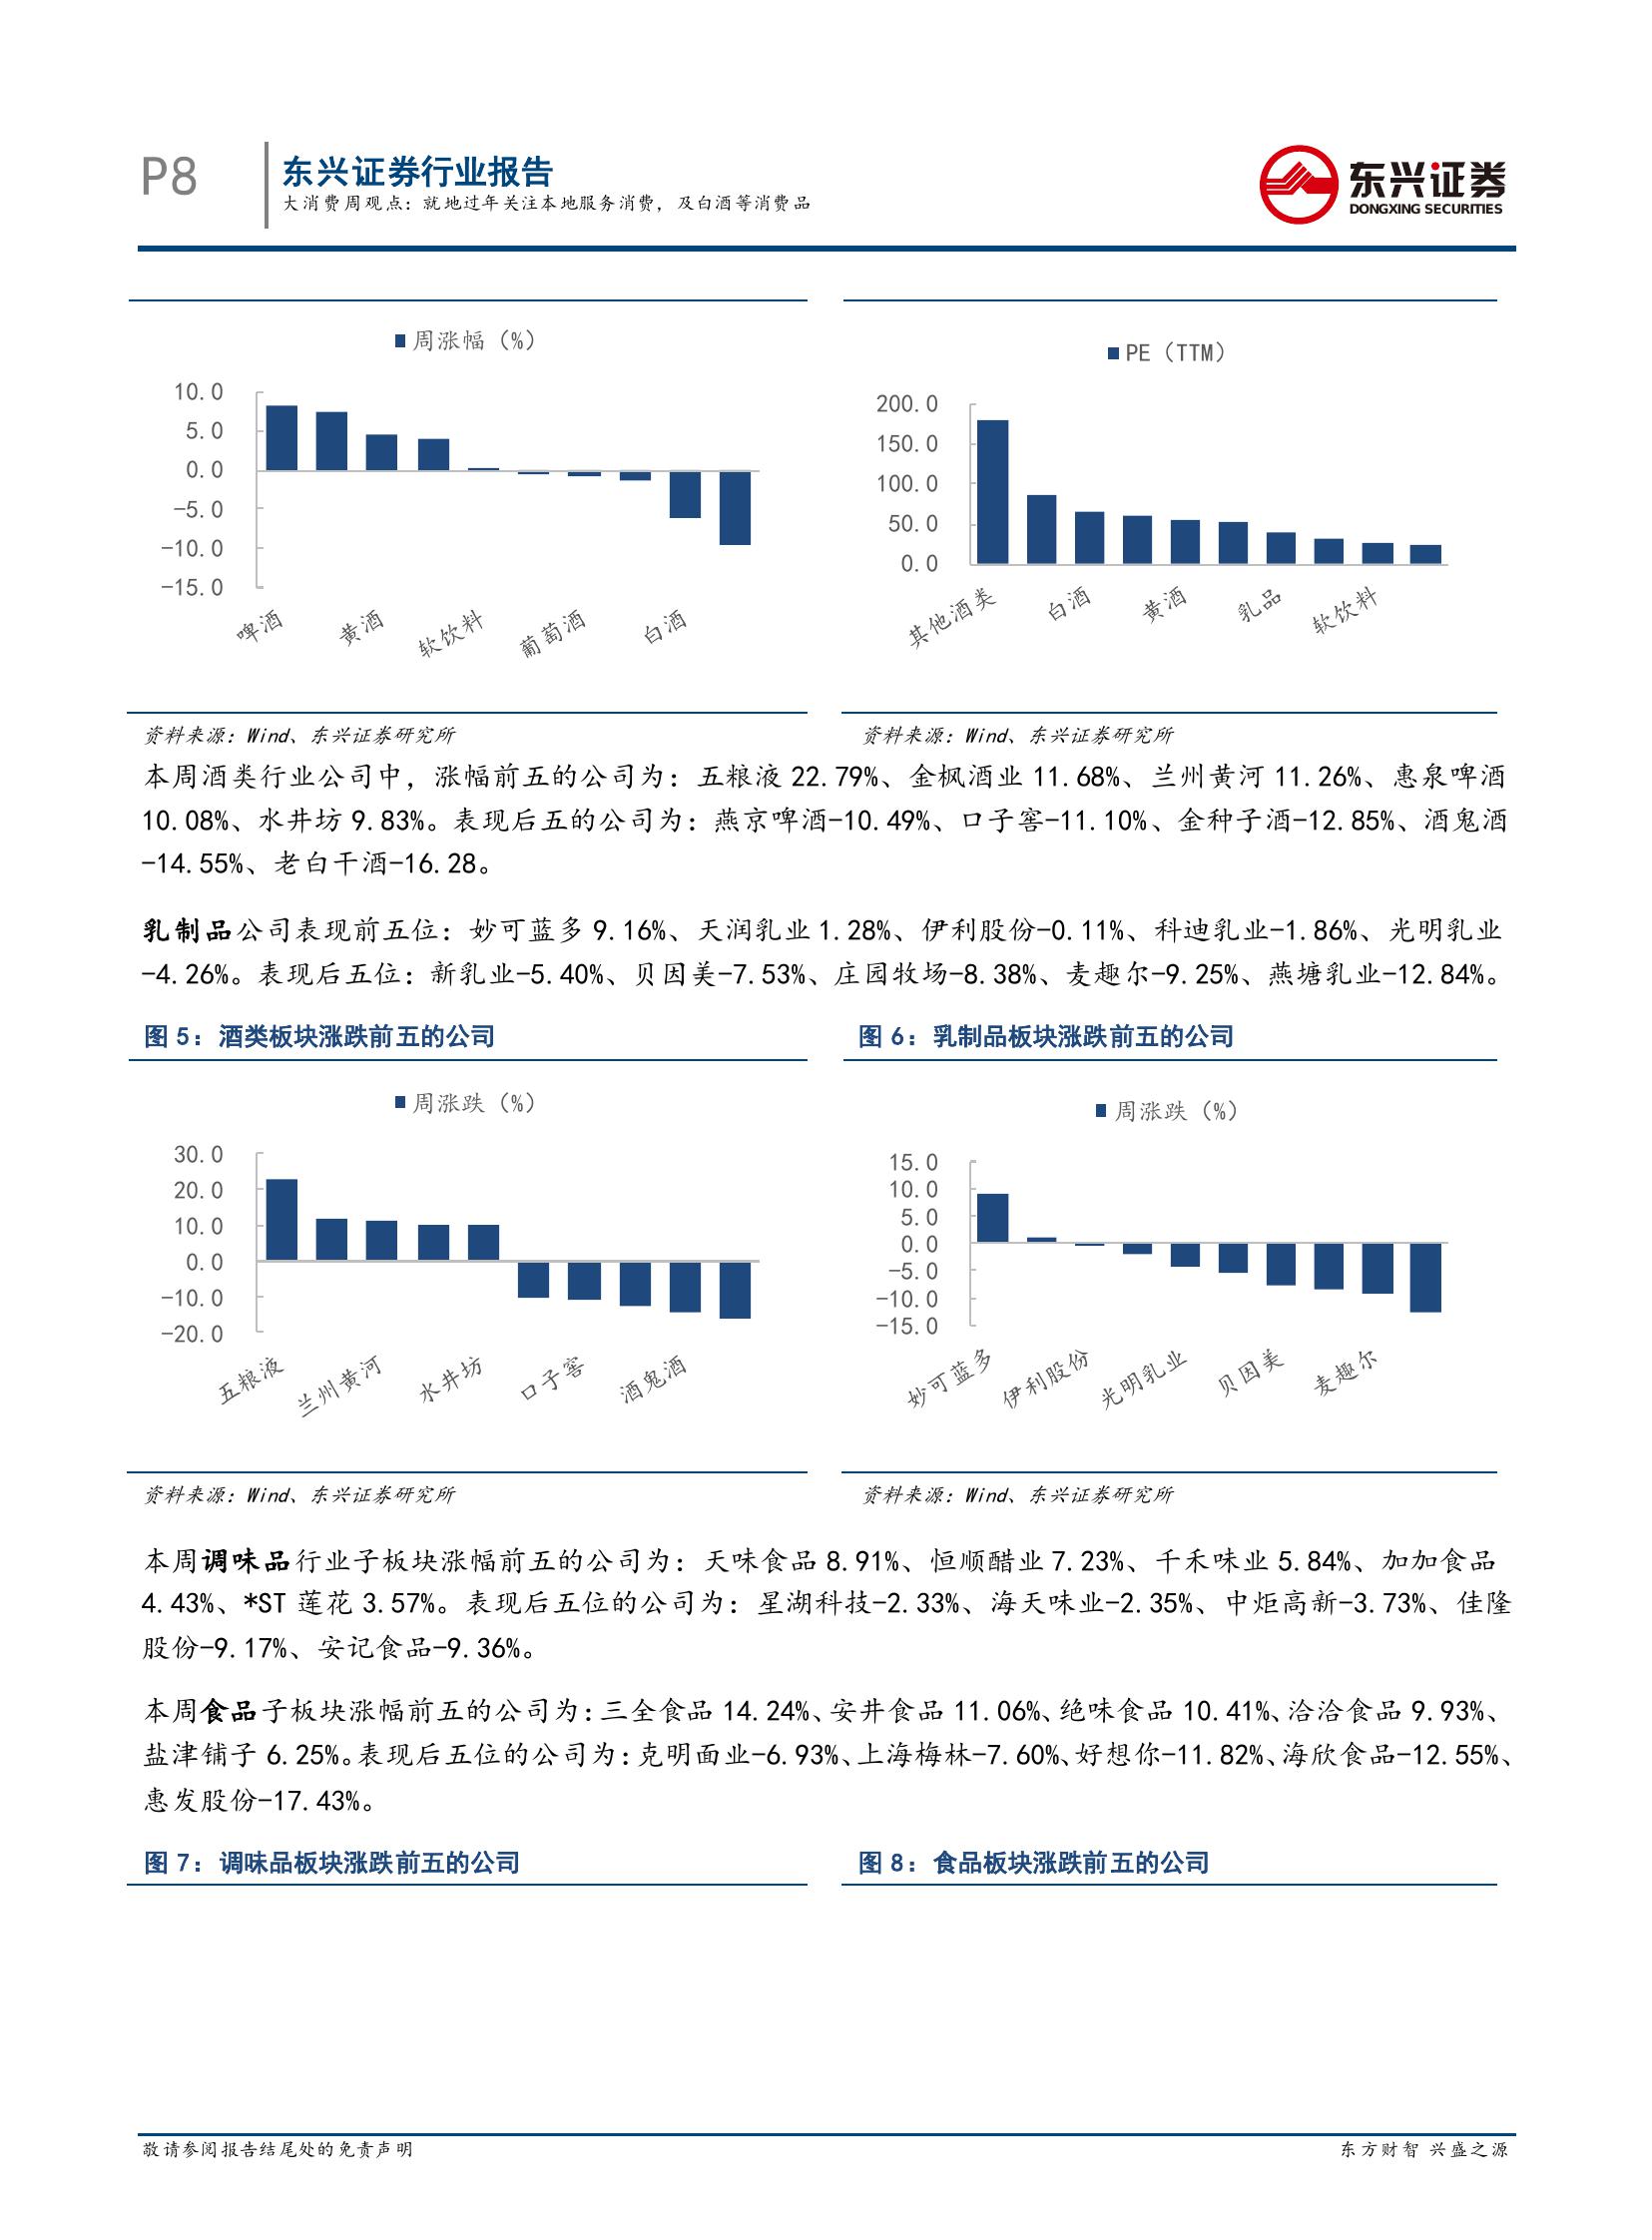 P8
东兴证券行业报告
大消费周观点：就地过年关注本地服务消费，及白酒等消费品
东兴证券
DONGXING SECURITIES
周涨幅（%）
10.0
5.0
0.0
-5.0
-10.0
-15.0
啤酒
黄酒
软饮料
葡萄酒
白酒
PE（TTM）
200.0
150.0
100.0
50.0
0.0
其他酒类
白酒
黄酒
乳品
软饮料
资料来源：Wind、东兴证券研究所
资料来源：Wind、东兴证券研究所
本周酒类行业公司中，涨幅前五的公司为：五粮液 22.79%、金枫酒业 11.68%、兰州黄河 11.26%、惠泉啤酒
10.08%、水井坊 9.83%。表现后五的公司为：燕京啤酒-10.49%、口子窖-11.10%、金种子酒-12.85%、酒鬼酒
-14.55%、老白干酒-16.28。
乳制品公司表现前五位：妙可蓝多 9.16%、天润乳业 1.28%、伊利股份-0.11%、科迪乳业-1.86%、光明乳业
-4.26%。表现后五位：新乳业-5.40%、贝因美-7.53%、庄园牧场-8.38%、麦趣尔-9.25%、燕塘乳业-12.84%。
图 5：酒类板块涨跌前五的公司
图 6：乳制品板块涨跌前五的公司
周涨跌（%）
30.0
20.0
10.0
0.0
-10.0
-20.0
五粮液
兰州黄河
水井坊
口子窖
酒鬼酒
周涨跌（%）
15.0
10.0
5.0
0.0
-5.0
-10.0
-15.0
妙可蓝多
伊利股份
光明乳业
贝因美
麦趣尔
资料来源：Wind、东兴证券研究所
资料来源：Wind、东兴证券研究所
本周调味品行业子板块涨幅前五的公司为：天味食品 8.91%、恒顺醋业 7.23%、千禾味业 5.84%、加加食品
4.43%、*ST 莲花 3.57%。表现后五位的公司为：星湖科技-2.33%、海天味业-2.35%、中炬高新-3.73%、佳隆
股份-9.17%、安记食品-9.36%。
本周食品子板块涨幅前五的公司为：三全食品 14.24%、安井食品 11.06%、绝味食品 10.41%、洽洽食品 9.93%、
盐津铺子 6.25%。表现后五位的公司为：克明面业-6.93%、上海梅林-7.60%、好想你-11.82%、海欣食品-12.55%、
惠发股份-17.43%。
图 7：调味品板块涨跌前五的公司
图 8：食品板块涨跌前五的公司
敬请参阅报告结尾处的免责声明
东方财智 兴盛之源